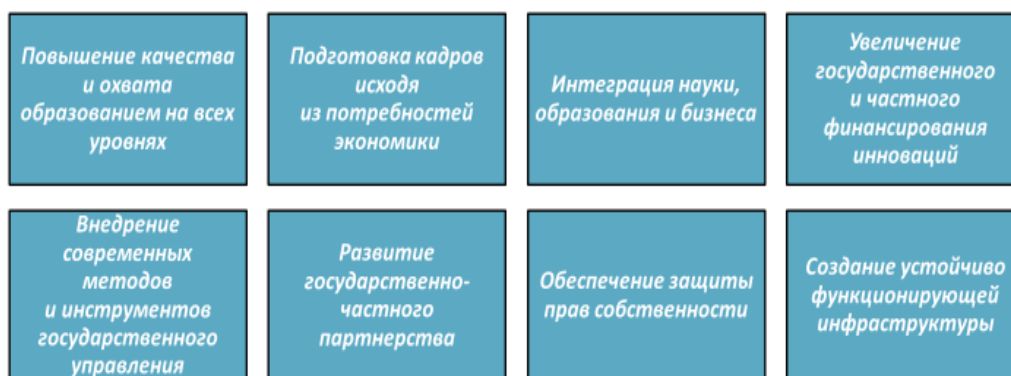 Повышение качества
и охвата
образованием на всех
уровнях
Подготовка кадров
исходя
из потребностей
экономики
Интеграция науки,
образования и бизнеса
Увеличение
государственного
и частного
финансирования
инноваций
Внедрение
современных
методов
и инструментов
государственного
управления
Развитие
государственно-
частного
партнерства
Обеспечение защиты
прав собственности
Создание устойчиво
функционирующей
инфраструктуры